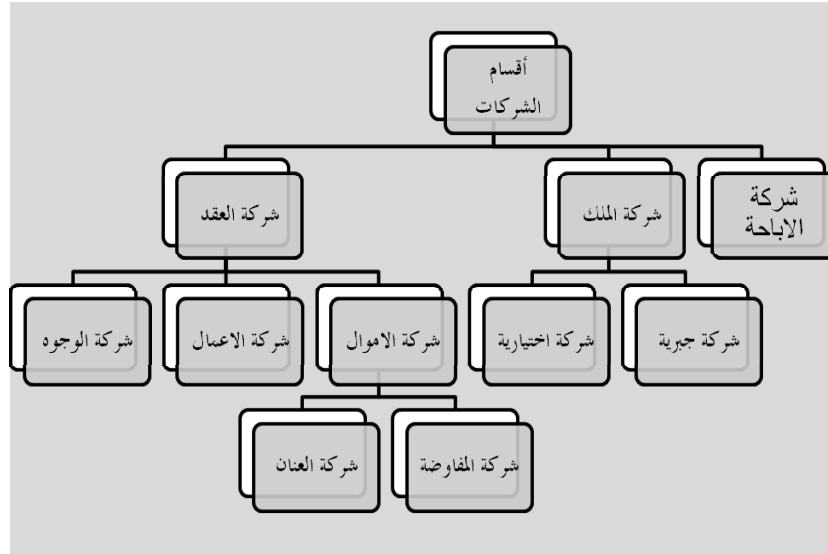 أقسام
الشركات
شركة
الاباحة
شركة الملك
شركة العقد
شركة جبرية
شركة اختيارية
شركة الاموال
شركة الاعمال
شركة الوجوه
شركة المفاوضة
شركة العنان